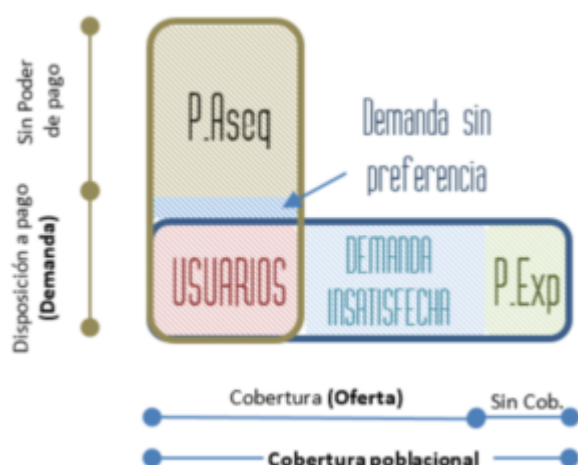 Sin Poder
de pago
Disposición a pago
(Demanda)
P.Aseq
Demanda sin
preferencia
USUARIOS
DEMANDA
INSATISFECHA
P.Exp
Cobertura (Oferta)
Sin Cob.
Cobertura poblacional